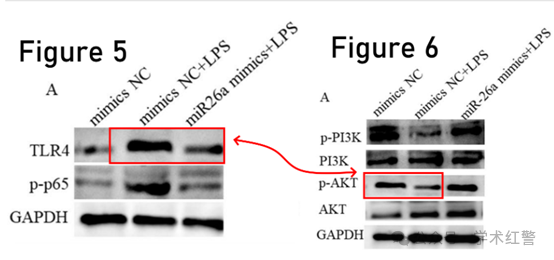 Figure 5
A
mimics NC
mimics NC+LPS
miR26a mimics+LPS
TLR4
p-p65
GAPDH
Figure 6
A
mimics NC
mimics NC+LPS
miR-26a mimics+LPS
p-PI3K
PI3K
p-AKT
AKT
GAPDH
学术红警